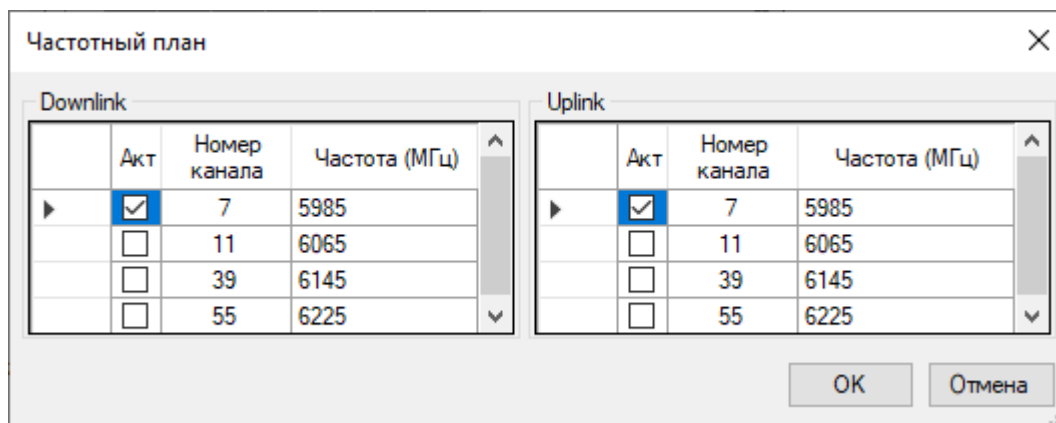 Частотный план
Downlink
Uplink
Акт
Номер
канала
Частота (МГц)
7
5985
11
6065
39
6145
55
6225
Акт
Номер
канала
Частота (МГц)
7
5985
11
6065
39
6145
55
6225
OK
Отмена